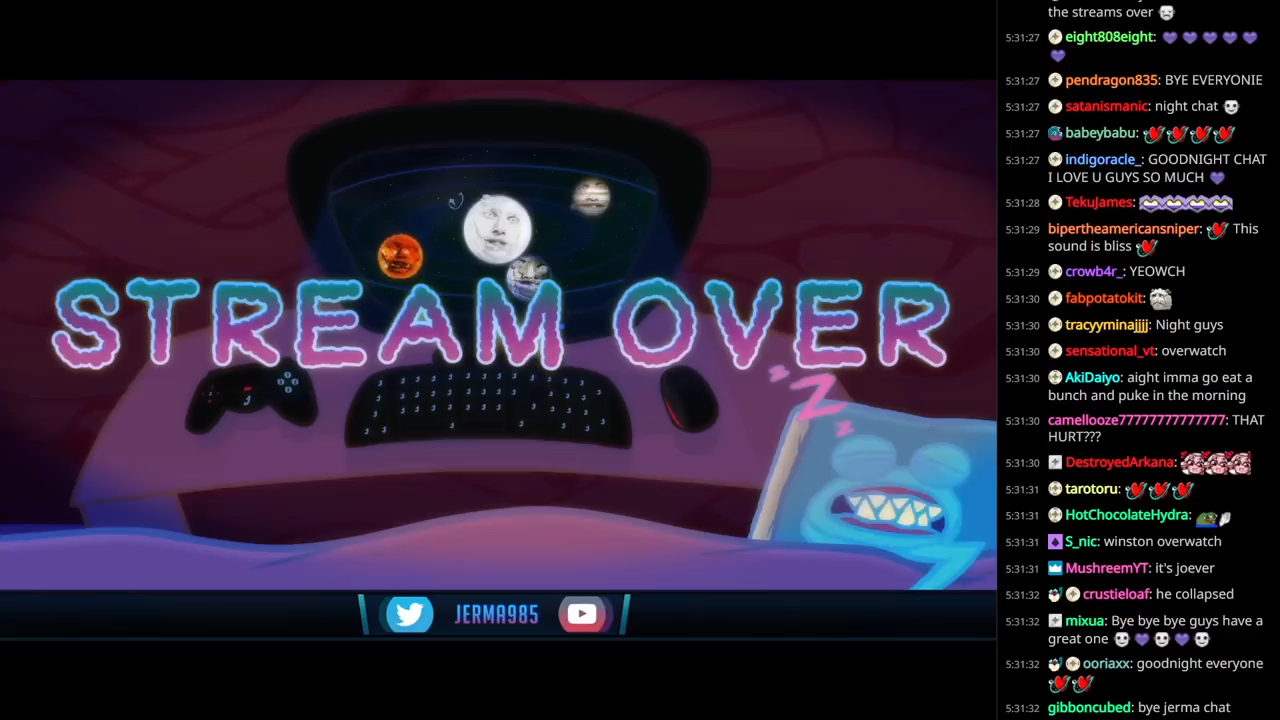 STREAM OVER
z
Z
z
JERMA985
the streams over
5:31:27 eight808eight:
5:31:27 pendragon835: BYE EVERYONIE
5:31:27 satanismanic: night chat
5:31:27 babeybabu:
5:31:27 indigoracle_: GOODNIGHT CHAT
I LOVE U GUYS SO MUCH
5:31:28 TekuJames:
5:31:29 bipertheamericansniper: This
sound is bliss
5:31:29 crowb4r_: YEOWCH
5:31:30 fabpotatokit:
5:31:30 tracyyminajjjj: Night guys
5:31:30 sensational_vt: overwatch
5:31:30 AkiDaiyo: aight imma go eat a
bunch and puke in the morning
5:31:30 camellooze77777777777777: THAT
HURT???
5:31:30 DestroyedArkana:
5:31:31 tarotoru:
5:31:31 HotChocolateHydra:
5:31:31 S_nic: winston overwatch
5:31:31 MushreemYT: it's joever
5:31:32 crustieloaf: he collapsed
5:31:32 mixua: Bye bye bye guys have a
great one
5:31:32 ooriaxx: goodnight everyone
5:31:32 gibboncubed: bye jerma chat